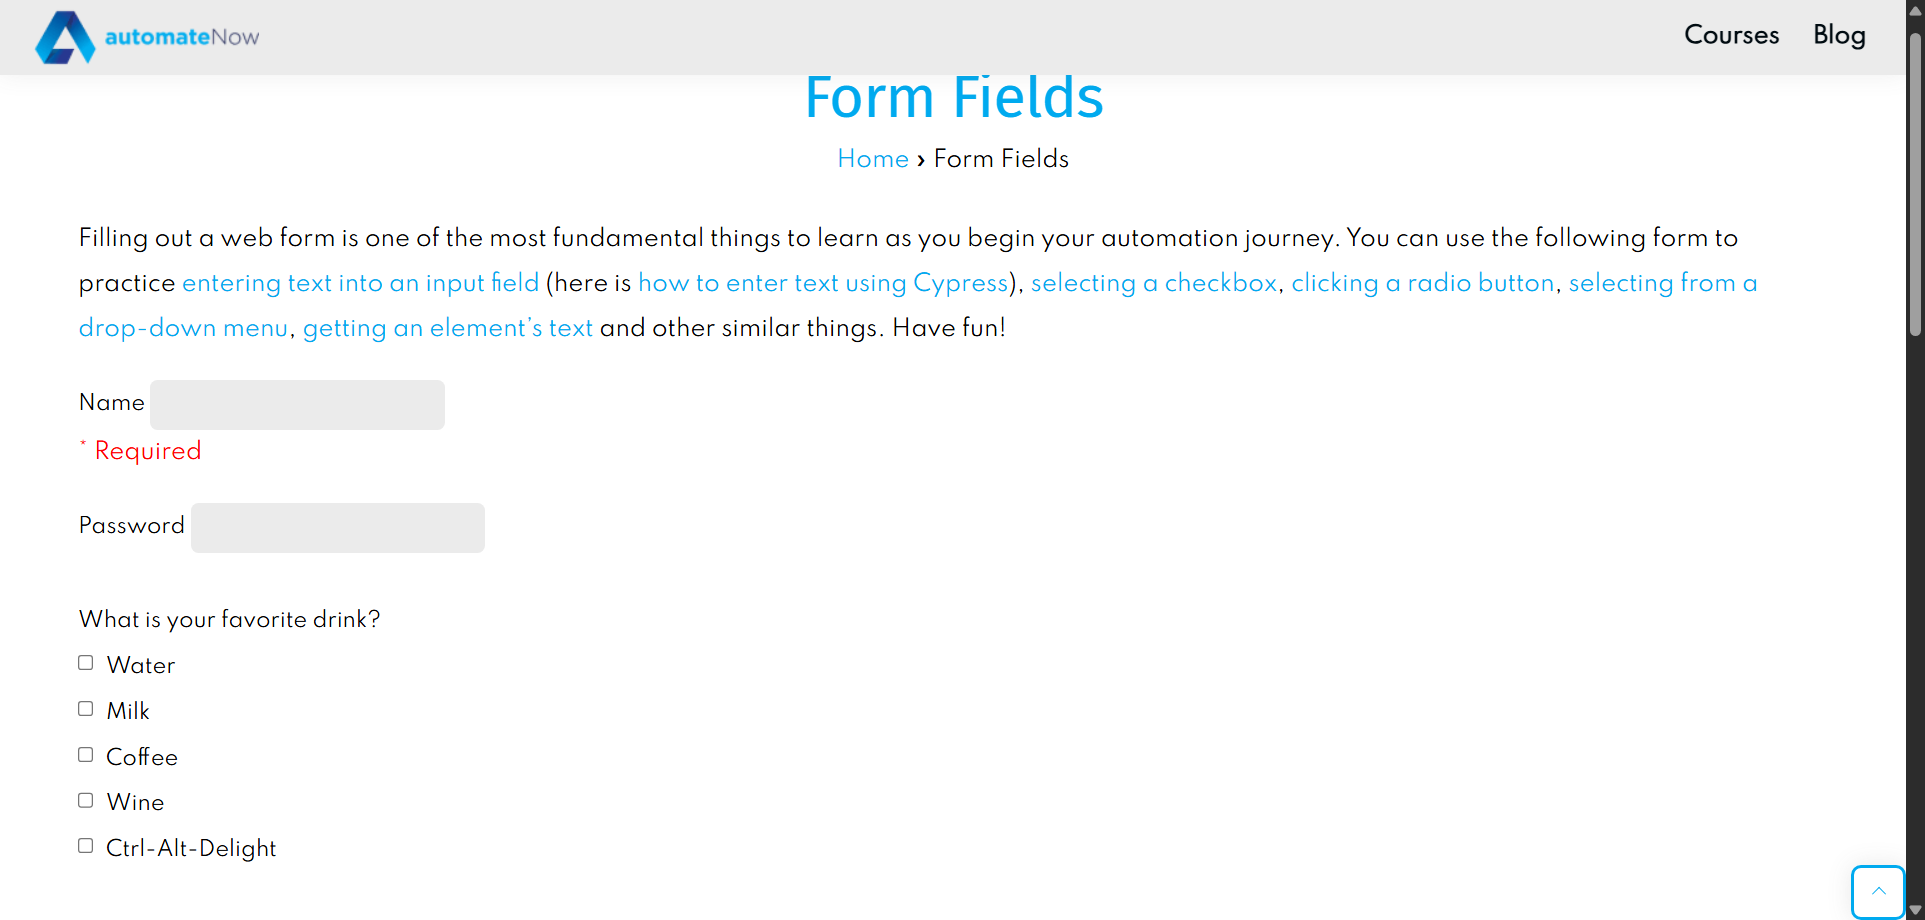 automateNow
Courses
Blog
Form Fields
Home › Form Fields
Filling out a web form is one of the most fundamental things to learn as you begin your automation journey. You can use the following form to
practice entering text into an input field (here is how to enter text using Cypress), selecting a checkbox, clicking a radio button, selecting from a
drop-down menu, getting an element’s text and other similar things. Have fun!
Name
* Required
Password
What is your favorite drink?
Water
Milk
Coffee
Wine
Ctrl-Alt-Delight